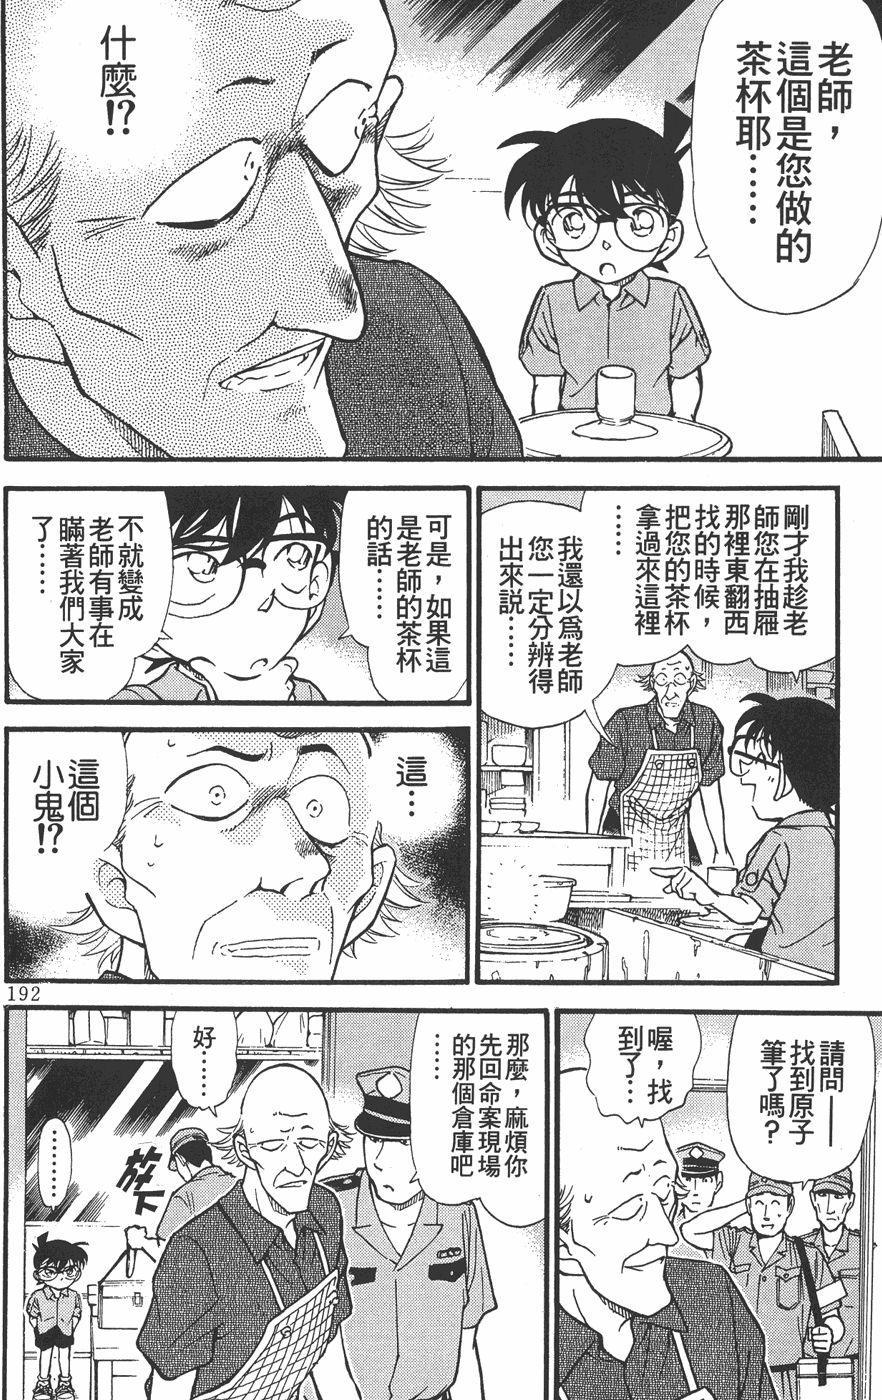 老師，
這個是您做的
茶杯耶……
什麼!?
剛才我趁老
師您在抽屜
那裡東翻西
找的時候，
把您的茶杯
拿過來這裡
……
我還以為老師
您一定分辨得
出來說……
可是，如果這
是老師的茶杯
的話……
不就變成
老師有事在
瞞著我們大家
了……
這…
這個
小鬼!?
192
請問——
找到原子
筆了嗎？
喔，找
到了…
那麼，麻煩你
先回命案現場
的那個倉庫吧
……
好……
放下
………